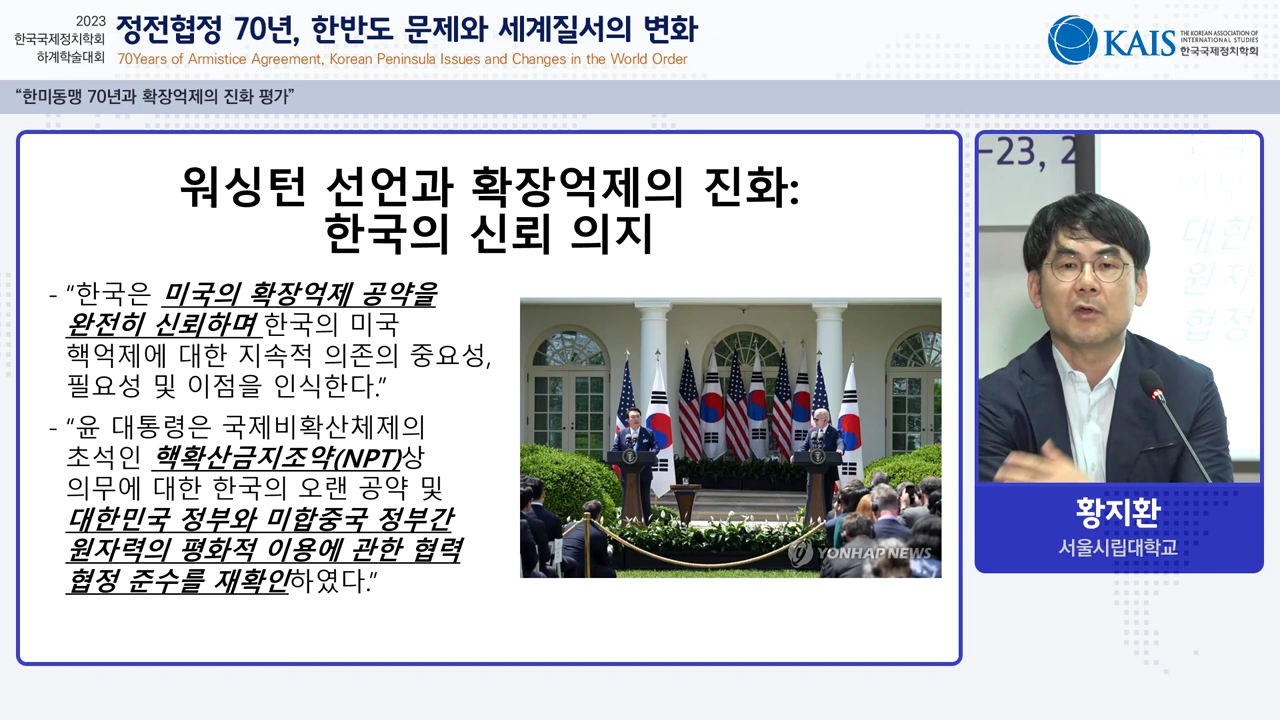 2023
한국국제정치학회
하계학술대회
정전협정 70년, 한반도 문제와 세계질서의 변화
70Years of Armistice Agreement, Korean Peninsula Issues and Changes in the World Order
KAIS
THE KOREAN ASSOCIATION OF
INTERNATIONAL STUDIES
한국국제정치학회
“한미동맹 70년과 확장억제의 진화 평가”
워싱턴 선언과 확장억제의 진화:
한국의 신뢰 의지
- “한국은 미국의 확장억제 공약을
완전히 신뢰하며 한국의 미국
핵억제에 대한 지속적 의존의 중요성,
필요성 및 이점을 인식한다.”
- “윤 대통령은 국제비확산체제의
초석인 핵확산금지조약(NPT)상
의무에 대한 한국의 오랜 공약 및
대한민국 정부와 미합중국 정부간
원자력의 평화적 이용에 관한 협력
협정 준수를 재확인하였다.”
YONHAP NEWS
-23, 2
대한
원자
협정
황지환
서울시립대학교